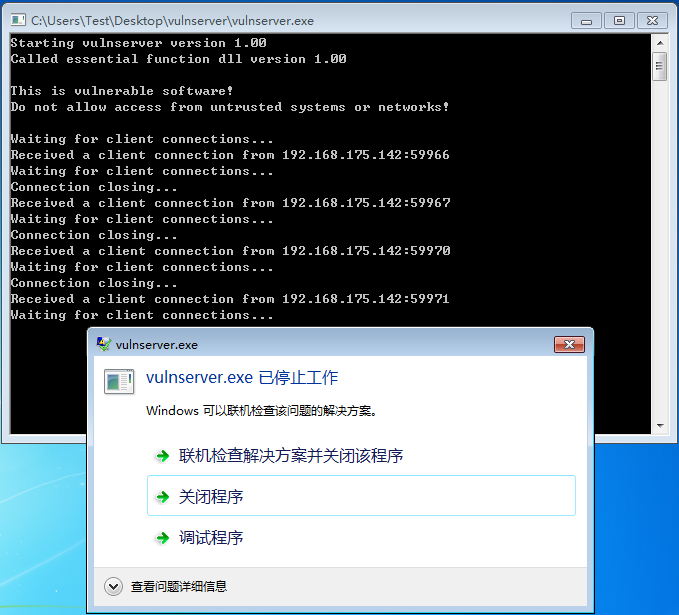 C:\Users\Test\Desktop\vulnserver\vulnserver.exe
Starting vulnserver version 1.00
Called essential function dll version 1.00
This is vulnerable software!
Do not allow access from untrusted systems or networks!
Waiting for client connections...
Received a client connection from 192.168.175.142:59966
Waiting for client connections...
Connection closing...
Received a client connection from 192.168.175.142:59967
Waiting for client connections...
Connection closing...
Received a client connection from 192.168.175.142:59970
Waiting for client connections...
Connection closing...
Received a client connection from 192.168.175.142:59971
Waiting for client connections...
vulnserver.exe
vulnserver.exe 已停止工作
Windows 可以联机检查该问题的解决方案。
联机检查解决方案并关闭该程序
关闭程序
调试程序
查看问题详细信息